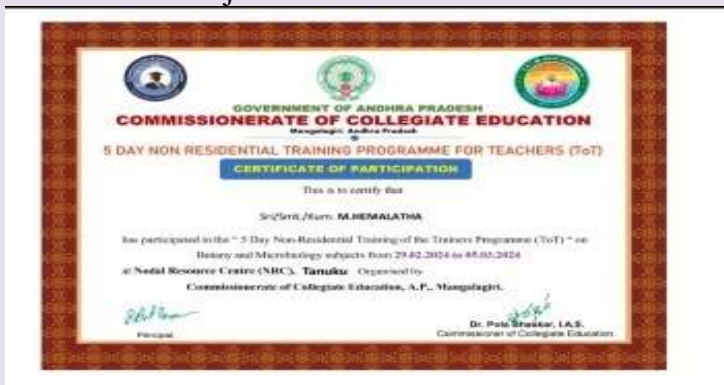 GOVERNMENT OF ANDHRA PRADESH
COMMISSIONERATE OF COLLEGIATE EDUCATION
Mangalagiri, Andhra Pradesh
5 DAY NON RESIDENTIAL TRAINING PROGRAMME FOR TEACHERS (ToT)
CERTIFICATE OF PARTICIPATION
This is to certify that
Sri/Smt./Kum. M.HEMALATHA
has participated in the " 5 Day Non-Residential Training of the Trainers Programme (ToT) " on
Botany and Microbiology subjects from 29.02.2024 to 05.03.2024
at Nodal Resource Centre (NRC), Tanuku Organised by
Commissionerate of Collegiate Education, A.P., Mangalagiri.
Principal
Dr. Pola Bhaskar, I.A.S.
Commissioner of Collegiate Education